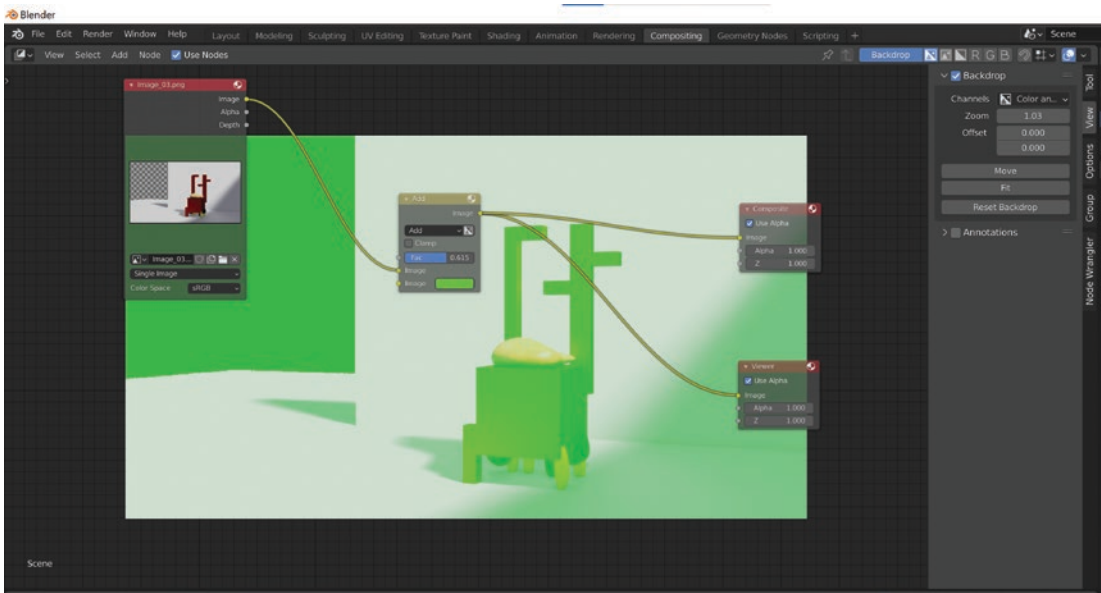 Blender
File Edit Render Window Help Layout Modeling Sculpting UV Editing Texture Paint Shading Animation Rendering Compositing Geometry Nodes Scripting + Scene
View Select Add Node Use Nodes Backdrop R G B
Image_03.png
Image
Alpha
Depth
Image_03...
Single Image
Color Space sRGB
Add
Image
Add
Clamp
Fac 0.615
Image
Image
Composite
Use Alpha
Image
Alpha 1.000
Z 1.000
Viewer
Use Alpha
Image
Alpha 1.000
Z 1.000
Backdrop
Channels Color an...
Zoom 1.03
Offset 0.000
0.000
Move
Fit
Reset Backdrop
Annotations
Tool
View
Options
Group
Node Wrangler
Scene